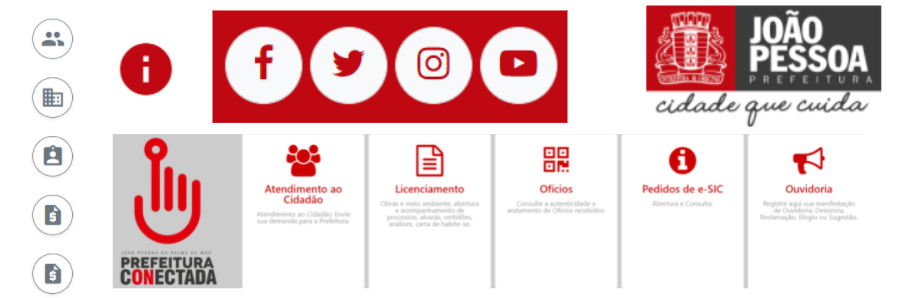 JOÃO
PESSOA
PREFEITURA
cidade que cuida
JOÃO PESSOA NA PALMA DA MÃO
PREFEITURA
CONECTADA
Atendimento ao
Cidadão
Atendimento ao Cidadão: Envie
sua demanda para a Prefeitura.
Licenciamento
Obras e meio ambiente, abertura
e acompanhamento de
processos, alvarás, certidões,
análises, carta de habite-se.
Ofícios
Consulte a autenticidade e
andamento de Ofícios recebidos.
Pedidos de e-SIC
Abertura e Consulta.
Ouvidoria
Registre aqui sua manifestação
de Ouvidoria: Denúncia,
Reclamação, Elogio ou Sugestão.